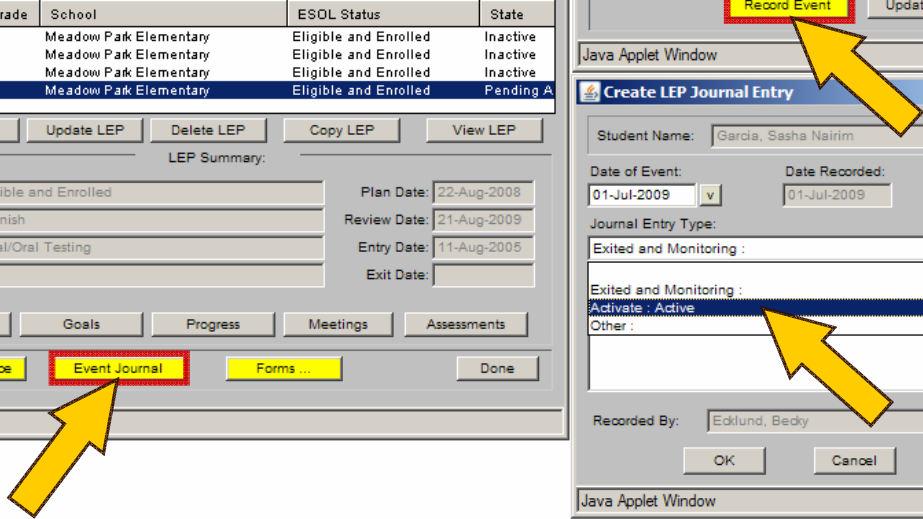 rade School ESOL Status State
Meadow Park Elementary Eligible and Enrolled Inactive
Meadow Park Elementary Eligible and Enrolled Inactive
Meadow Park Elementary Eligible and Enrolled Inactive
Meadow Park Elementary Eligible and Enrolled Pending A
Update LEP Delete LEP Copy LEP View LEP
LEP Summary:
ible and Enrolled Plan Date: 22-Aug-2008
nish Review Date: 21-Aug-2009
al/Oral Testing Entry Date: 11-Aug-2005
Exit Date:
Goals Progress Meetings Assessments
Event Journal Forms ... Done
Record Event Updat
Java Applet Window
Create LEP Journal Entry
Student Name: Garcia, Sasha Nairim
Date of Event: Date Recorded:
01-Jul-2009 v 01-Jul-2009
Journal Entry Type:
Exited and Monitoring :
Exited and Monitoring :
Activate : Active
Other :
Recorded By: Ecklund, Becky
OK Cancel
Java Applet Window